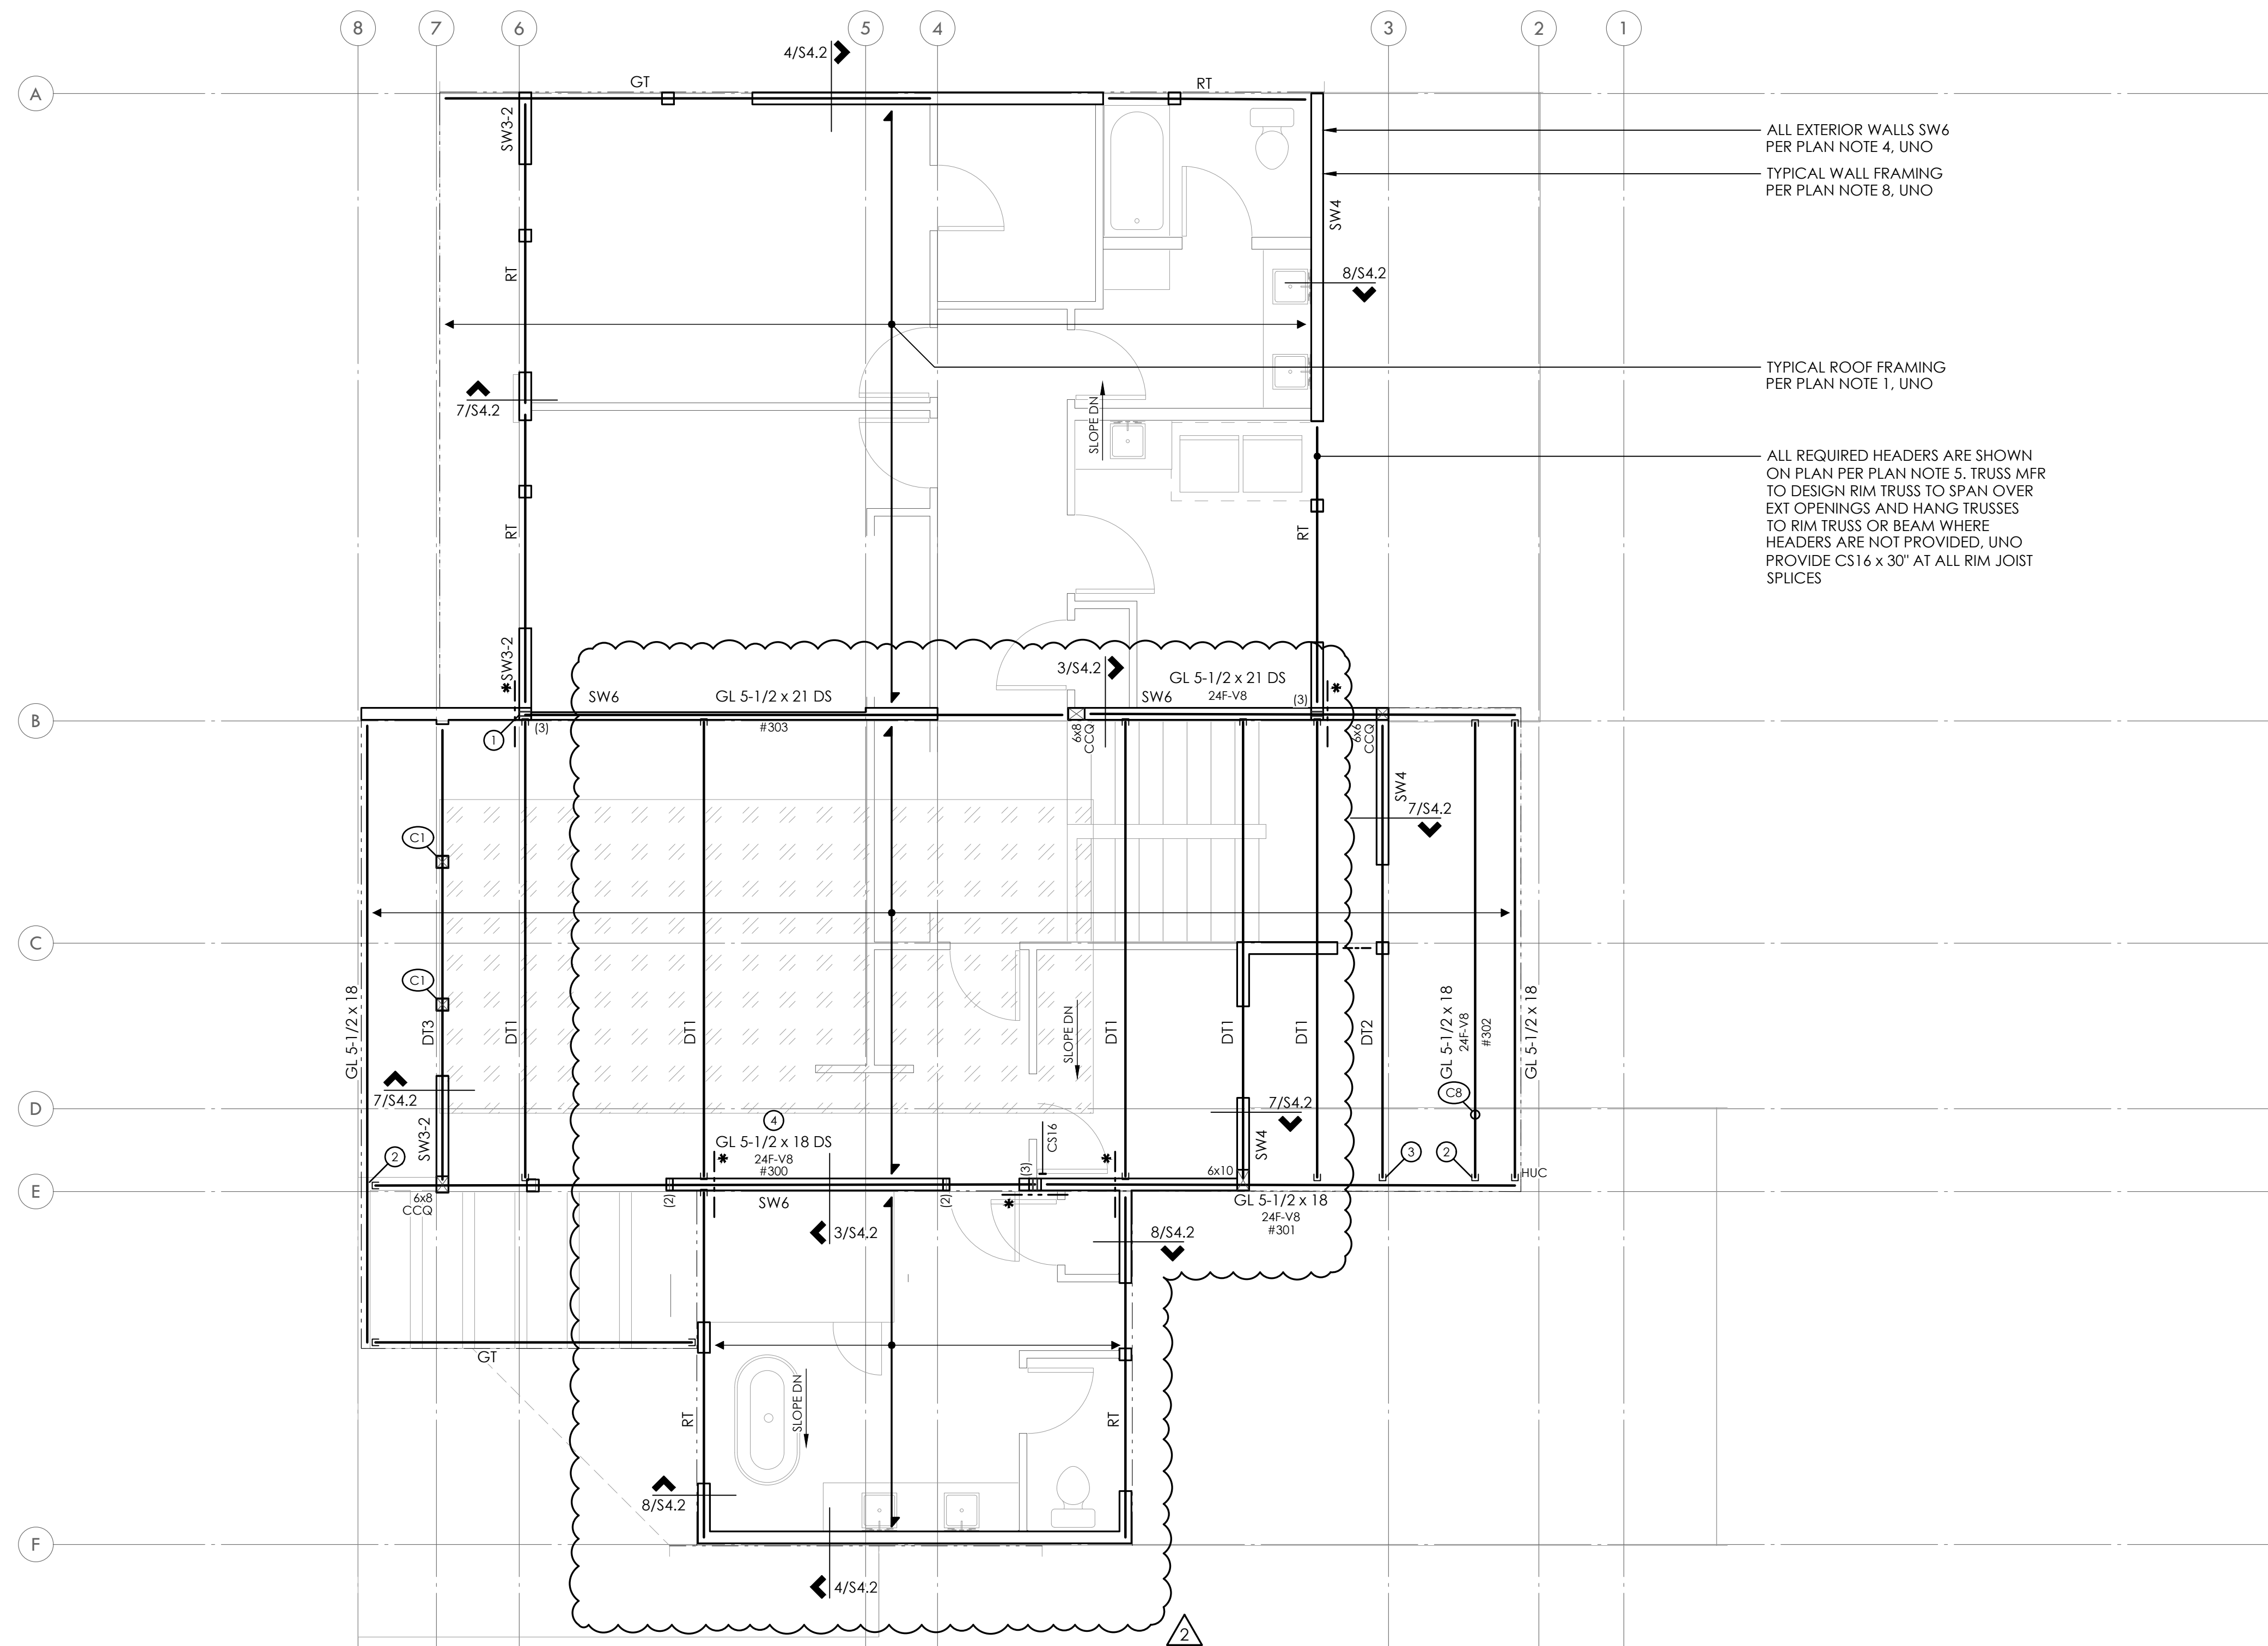 8 7 6 5 4 3 2 1
4/S4.2
A
GT
RT
SW3-2
ALL EXTERIOR WALLS SW6
PER PLAN NOTE 4, UNO
TYPICAL WALL FRAMING
PER PLAN NOTE 8, UNO
SW4
RT
8/S4.2
TYPICAL ROOF FRAMING
PER PLAN NOTE 1, UNO
7/S4.2
SLOPE DN
ALL REQUIRED HEADERS ARE SHOWN
ON PLAN PER PLAN NOTE 5. TRUSS MFR
TO DESIGN RIM TRUSS TO SPAN OVER
EXT OPENINGS AND HANG TRUSSES
TO RIM TRUSS OR BEAM WHERE
HEADERS ARE NOT PROVIDED, UNO
PROVIDE CS16 x 30" AT ALL RIM JOIST
SPLICES
RT
RT
SW3-2
*
3/S4.2
SW6
GL 5-1/2 x 21 DS
SW6
GL 5-1/2 x 21 DS
24F-V8
(3)
*
B
1
(3)
#303
6x8
CCQ
6x6
CCQ
SW4
7/S4.2
C1
C
C1
GL 5-1/2 x 18
DT3
DT1
DT1
SLOPE DN
DT1
DT1
DT1
DT2
GL 5-1/2 x 18
24F-V8
#302
GL 5-1/2 x 18
C8
7/S4.2
D
4
7/S4.2
SW3-2
GL 5-1/2 x 18 DS
24F-V8
#300
*
CS16
*
SW4
2
3
2
(3)
6x10
HUC
E
6x8
CCQ
(2)
SW6
(2)
*
GL 5-1/2 x 18
24F-V8
#301
3/S4.2
8/S4.2
GT
RT
SLOPE DN
RT
8/S4.2
F
4/S4.2
2